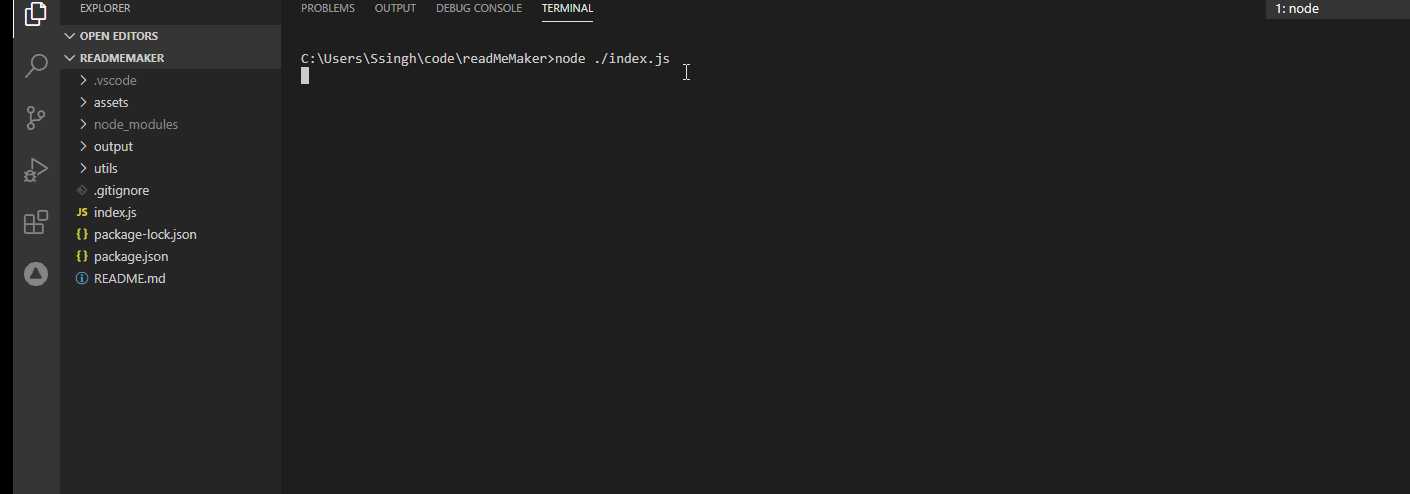 EXPLORER
OPEN EDITORS
READMEMAKER
.vscode
assets
node_modules
output
utils
.gitignore
JS index.js
{} package-lock.json
{} package.json
README.md
PROBLEMS OUTPUT DEBUG CONSOLE TERMINAL
1: node
C:\Users\Ssingh\code\readMeMaker>node ./index.js